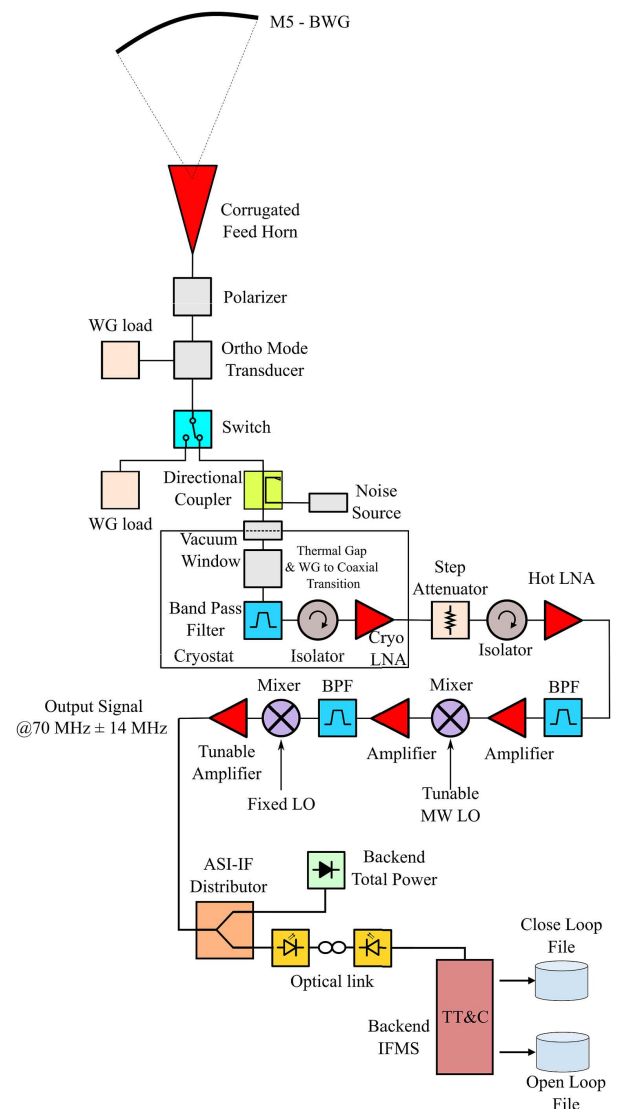 M5 - BWG
Corrugated
Feed Horn
Polarizer
WG load
Ortho Mode
Transducer
Switch
Directional
Coupler
Noise
Source
WG load
Vacuum
Window
Thermal Gap
& WG to Coaxial
Transition
Step
Attenuator
Hot LNA
Band Pass
Filter
Cryostat
Isolator
Cryo
LNA
Isolator
Output Signal
@70 MHz ± 14 MHz
Mixer
BPF
Mixer
BPF
Tunable
Amplifier
Fixed LO
Amplifier
Tunable
MW LO
Amplifier
ASI-IF
Distributor
Backend
Total Power
Optical link
Close Loop
File
TT&C
Backend
IFMS
Open Loop
File